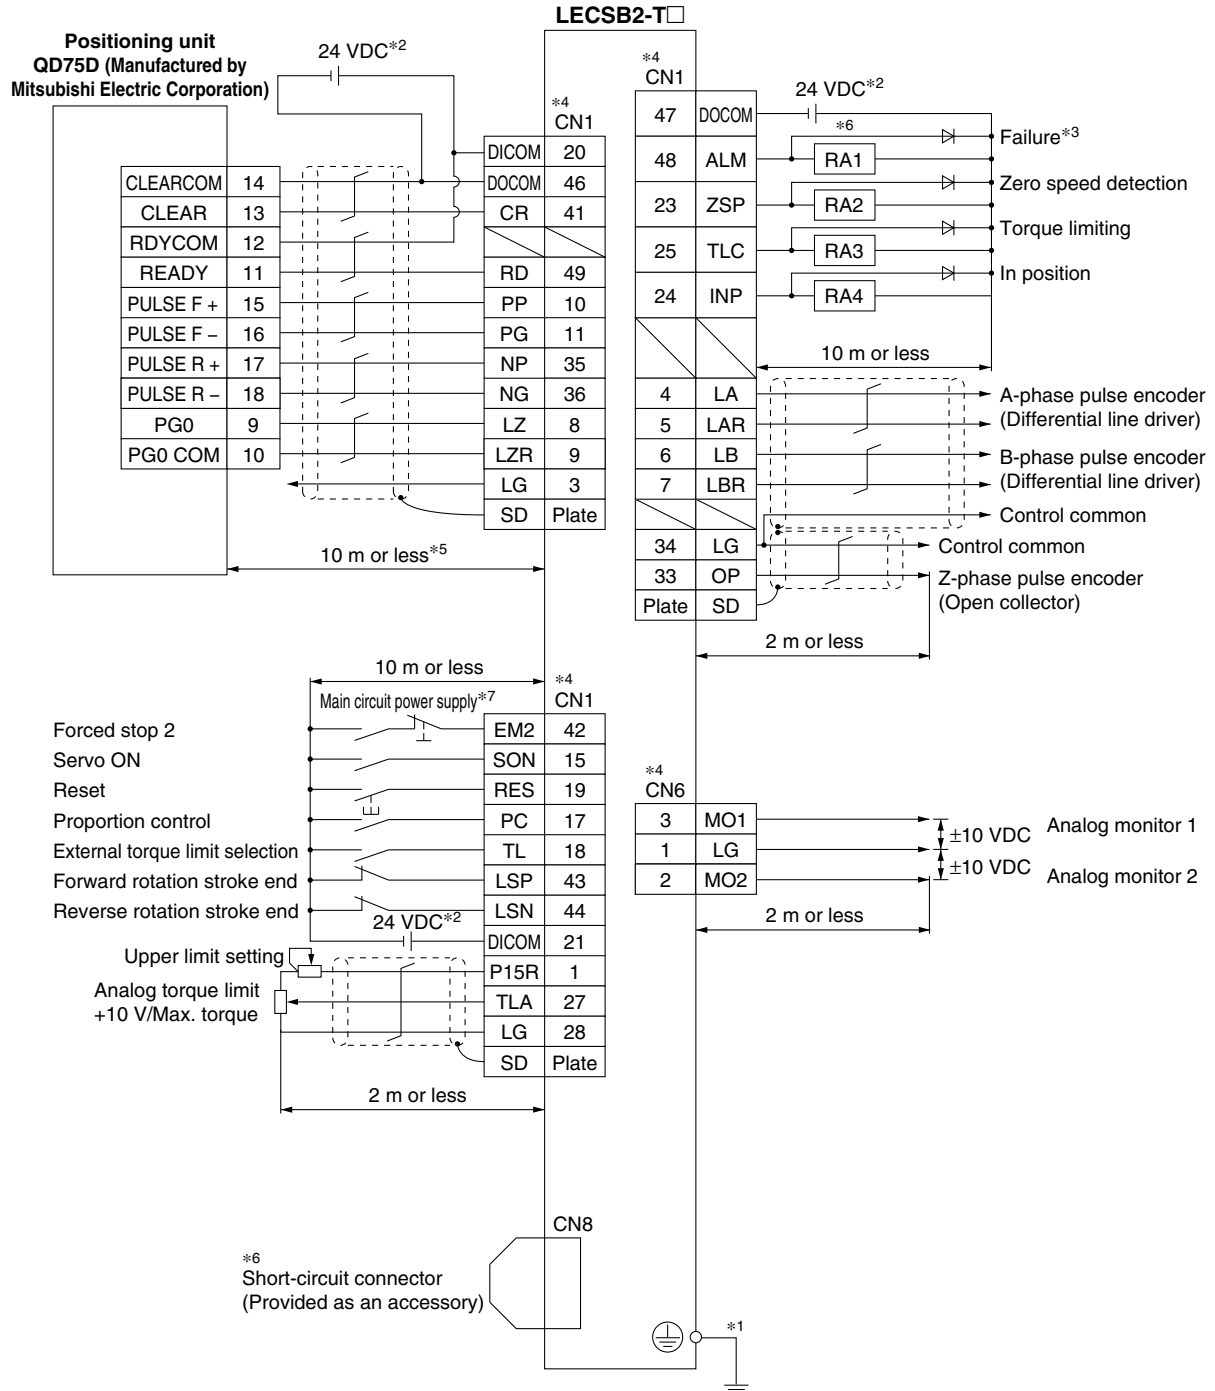 LECSB2-T□
Positioning unit
QD75D (Manufactured by
Mitsubishi Electric Corporation)
24 VDC*2
*4
CN1
DICOM 20
CLEARCOM 14 DOCOM 46
CLEAR 13 CR 41
RDYCOM 12
READY 11 RD 49
PULSE F + 15 PP 10
PULSE F − 16 PG 11
PULSE R + 17 NP 35
PULSE R − 18 NG 36
PG0 9 LZ 8
PG0 COM 10 LZR 9
LG 3
SD Plate
10 m or less*5
*4
CN1
24 VDC*2
47 DOCOM
*6
Failure*3
48 ALM RA1
Zero speed detection
23 ZSP RA2
Torque limiting
25 TLC RA3
In position
24 INP RA4
10 m or less
4 LA
A-phase pulse encoder
(Differential line driver)
5 LAR
6 LB
B-phase pulse encoder
(Differential line driver)
7 LBR
Control common
34 LG Control common
33 OP Z-phase pulse encoder
(Open collector)
Plate SD
2 m or less
10 m or less
*4
CN1
Main circuit power supply*7
Forced stop 2 EM2 42
Servo ON SON 15
Reset RES 19
Proportion control PC 17
External torque limit selection TL 18
Forward rotation stroke end LSP 43
Reverse rotation stroke end LSN 44
24 VDC*2
DICOM 21
Upper limit setting P15R 1
Analog torque limit
+10 V/Max. torque
TLA 27
LG 28
SD Plate
2 m or less
*4
CN6
3 MO1 Analog monitor 1
±10 VDC
1 LG
±10 VDC
2 MO2 Analog monitor 2
2 m or less
CN8
*6
Short-circuit connector
(Provided as an accessory)
*1